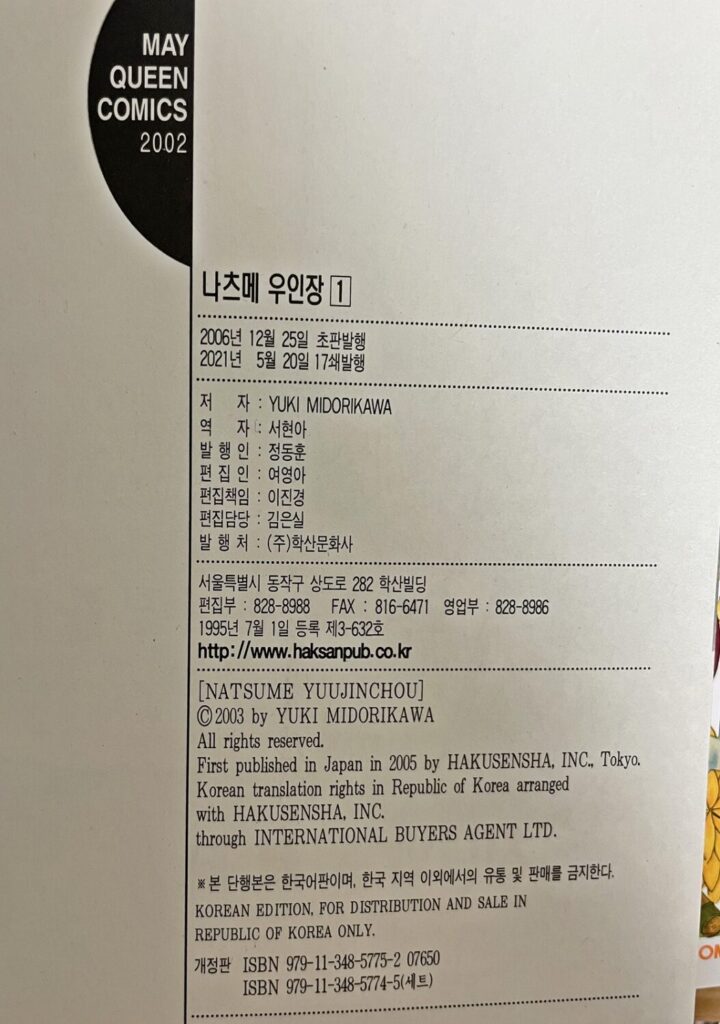 MAY
QUEEN
COMICS
2002
나츠메 우인장 1
2006년 12월 25일 초판발행
2021년 5월 20일 17쇄발행
저 자 : YUKI MIDORIKAWA
역 자 : 서현아
발 행 인 : 정동훈
편 집 인 : 여영아
편집책임 : 이진경
편집담당 : 김은실
발 행 처 : (주)학산문화사
서울특별시 동작구 상도로 282 학산빌딩
편집부 : 828-8988 FAX : 816-6471 영업부 : 828-8986
1995년 7월 1일 등록 제3-632호
http://www.haksanpub.co.kr
[NATSUME YUUJINCHOU]
©2003 by YUKI MIDORIKAWA
All rights reserved.
First published in Japan in 2005 by HAKUSENSHA, INC., Tokyo.
Korean translation rights in Republic of Korea arranged
with HAKUSENSHA, INC.
through INTERNATIONAL BUYERS AGENT LTD.
※본 단행본은 한국어판이며, 한국 지역 이외에서의 유통 및 판매를 금지한다.
KOREAN EDITION, FOR DISTRIBUTION AND SALE IN
REPUBLIC OF KOREA ONLY.
개정판 ISBN 979-11-348-5775-2 07650
ISBN 979-11-348-5774-5(세트)